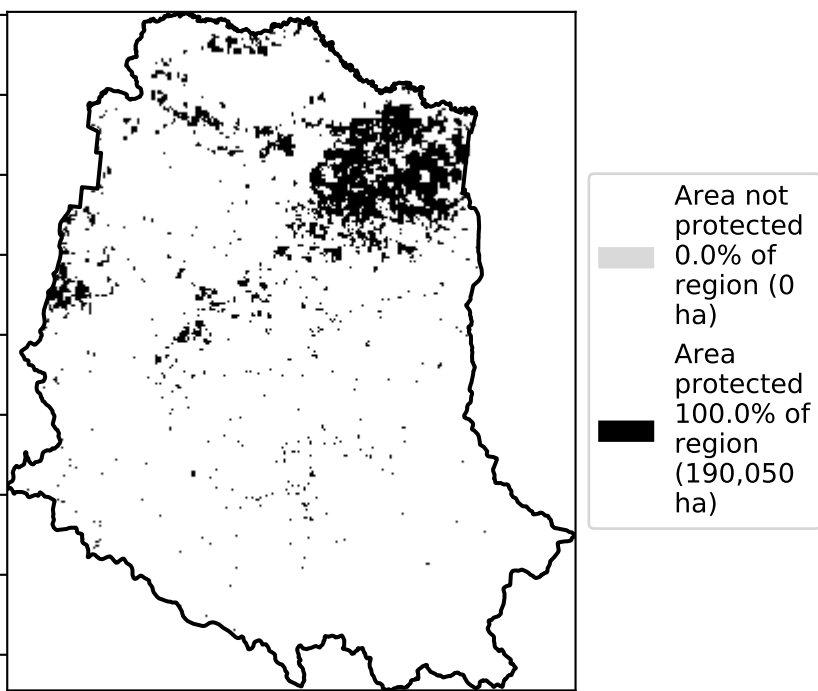 Area not
protected
0.0% of
region (0
ha)
Area
protected
100.0% of
region
(190,050
ha)